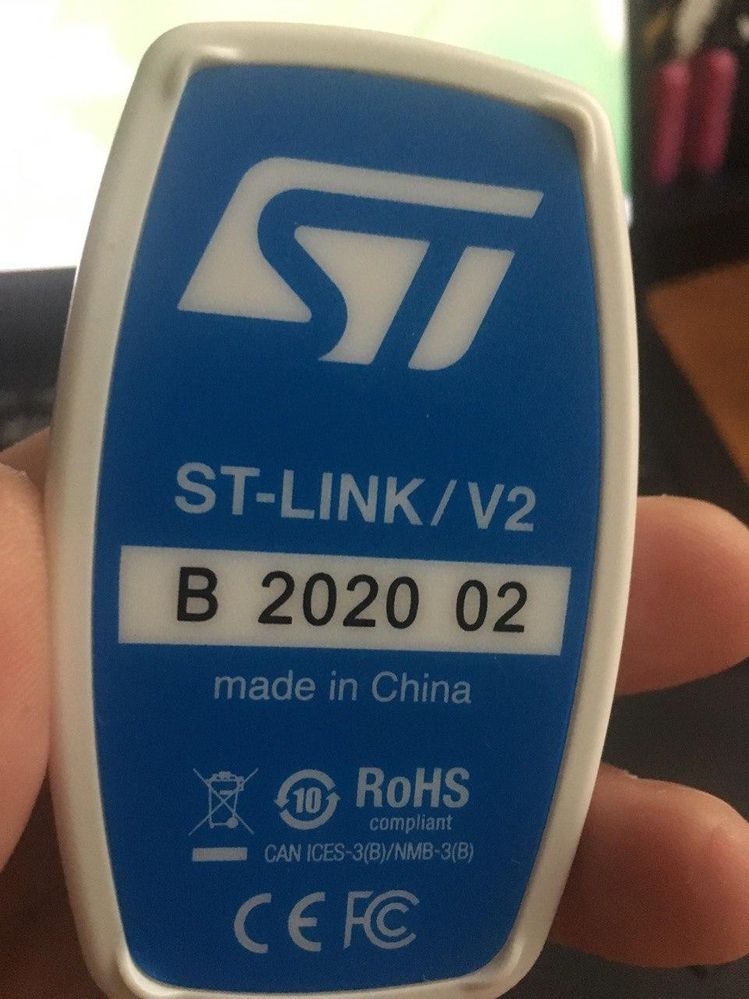 ST
ST-LINK/V2
B 2020 02
made in China
10 RoHS
compliant
CAN ICES-3(B)/NMB-3(B)
CE FC